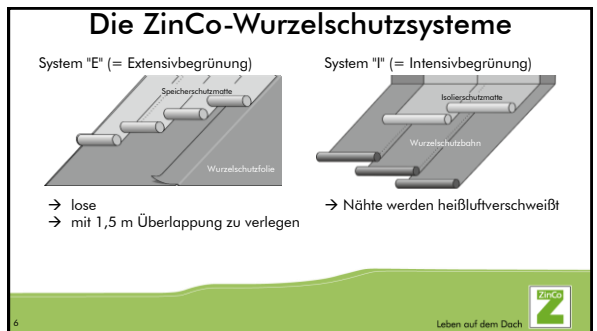 Die ZinCo-Wurzelschutzsysteme
System "E" (= Extensivbegrünung)
Speicherschutzmatte
Wurzelschutzfolie
→ lose
→ mit 1,5 m Überlappung zu verlegen
System "I" (= Intensivbegrünung)
Isolierschutzmatte
Wurzelschutzbahn
→ Nähte werden heißluftverschweißt
6
Leben auf dem Dach
ZinCo